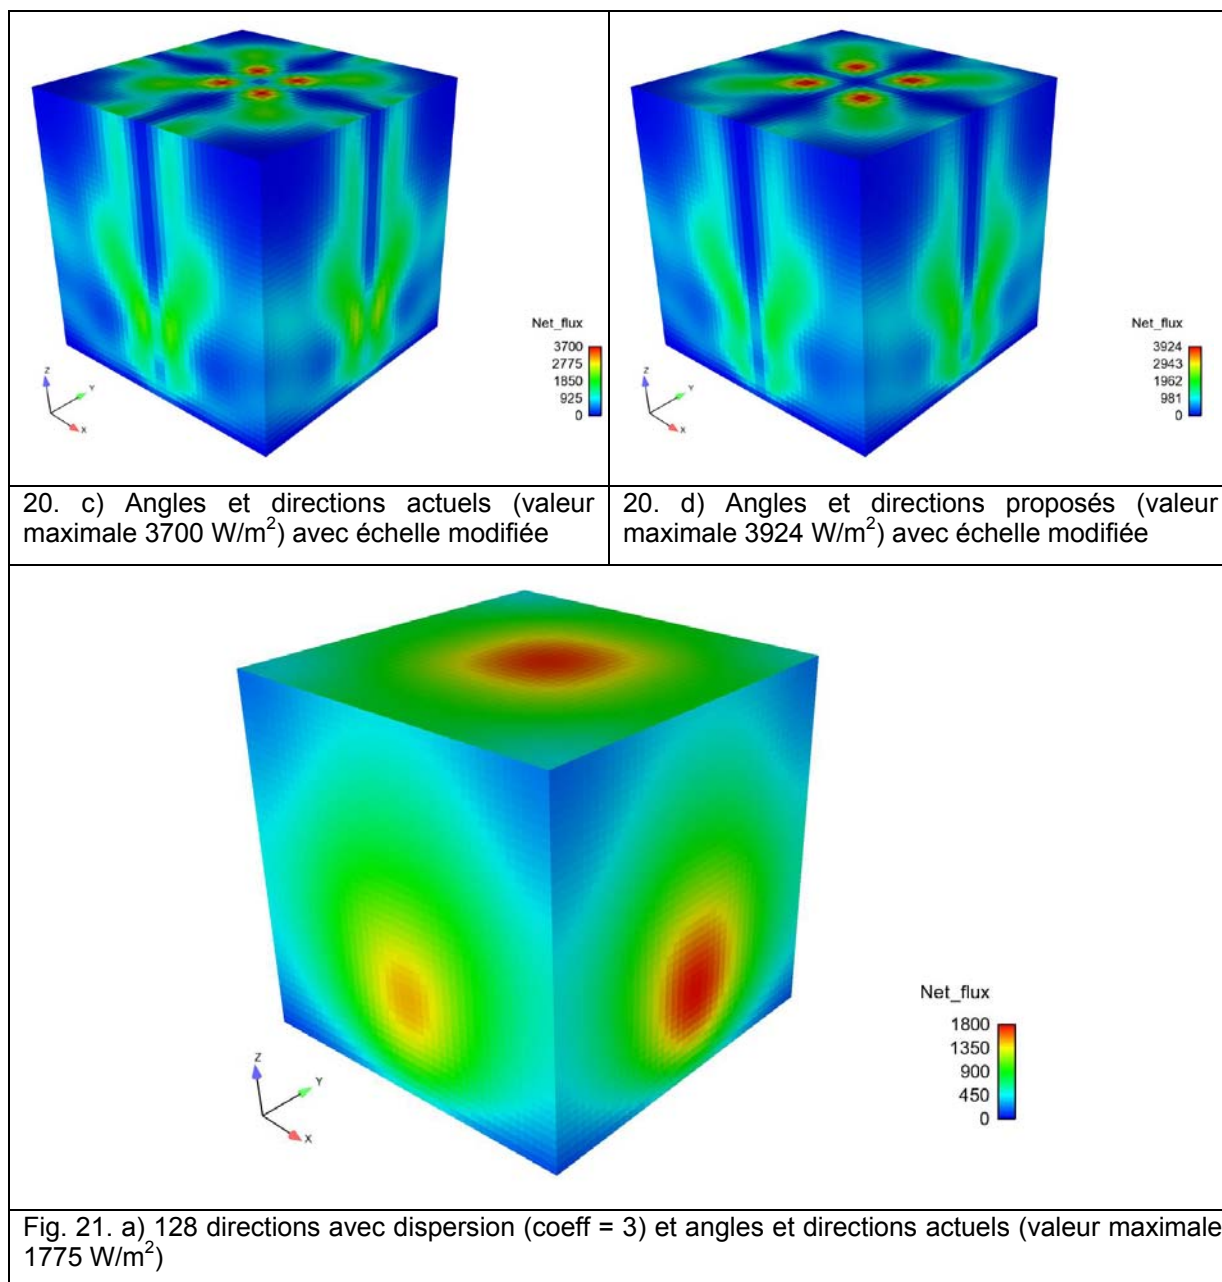 Net_flux
3700
2775
1850
925
0
Z
Y
X
Net_flux
3924
2943
1962
981
0
Z
Y
X
20. c) Angles et directions actuels (valeur
maximale 3700 W/m²) avec échelle modifiée
20. d) Angles et directions proposés (valeur
maximale 3924 W/m²) avec échelle modifiée
Net_flux
1800
1350
900
450
0
Z
Y
X
Fig. 21. a) 128 directions avec dispersion (coeff = 3) et angles et directions actuels (valeur maximale
1775 W/m²)